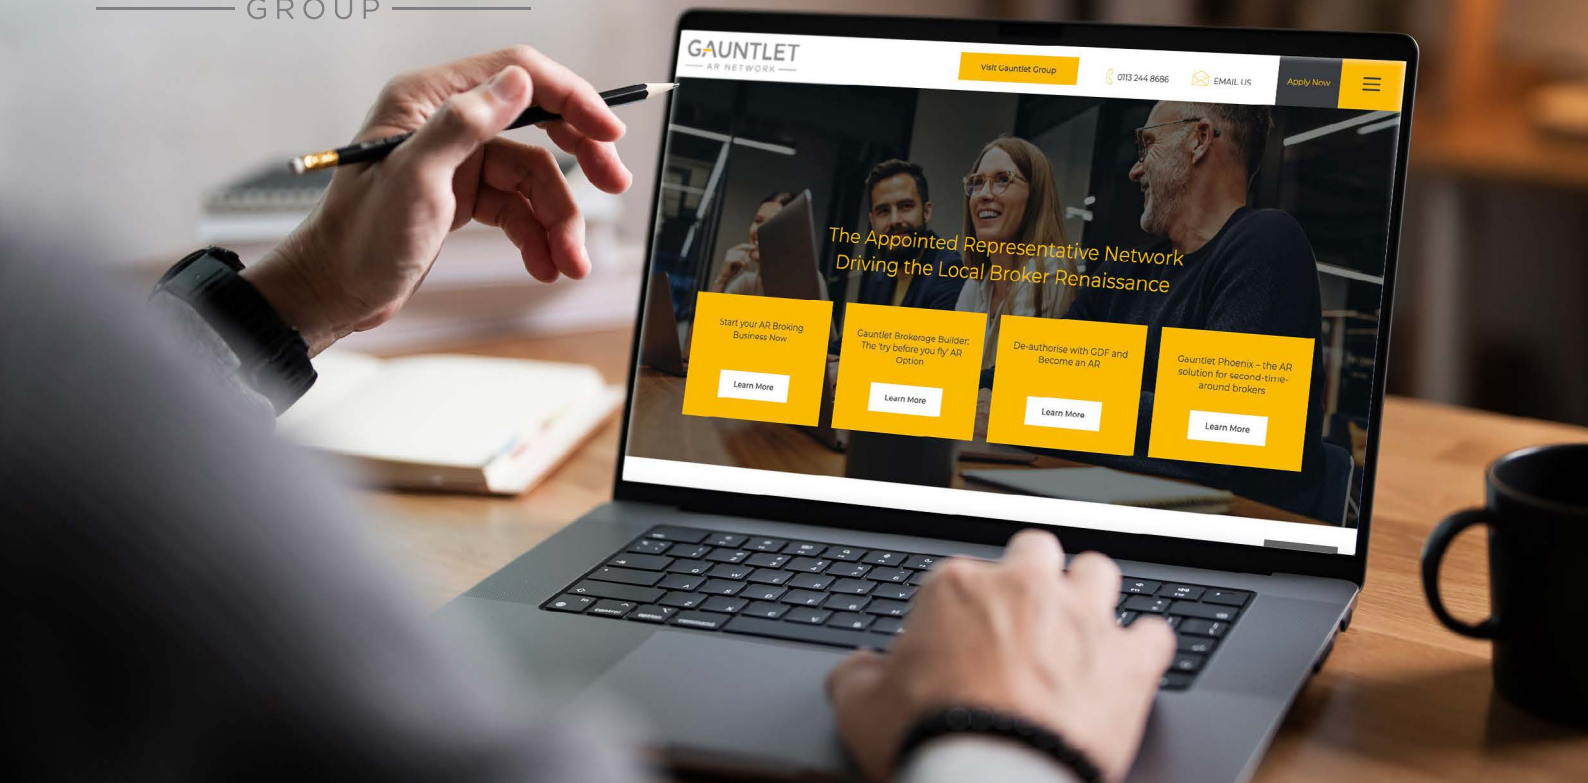 GROUP
GAUNTLET
AR NETWORK
Visit Gauntlet Group
0113 244 8686
EMAIL US
Apply Now
The Appointed Representative Network
Driving the Local Broker Renaissance
Start your AR Broking
Business Now
Learn More
Gauntlet Brokerage Builder:
The 'try before you fly' AR
Option
Learn More
De-authorise with GDF and
Become an AR
Learn More
Gauntlet Phoenix – the AR
solution for second-time-
around brokers
Learn More
control
option
command